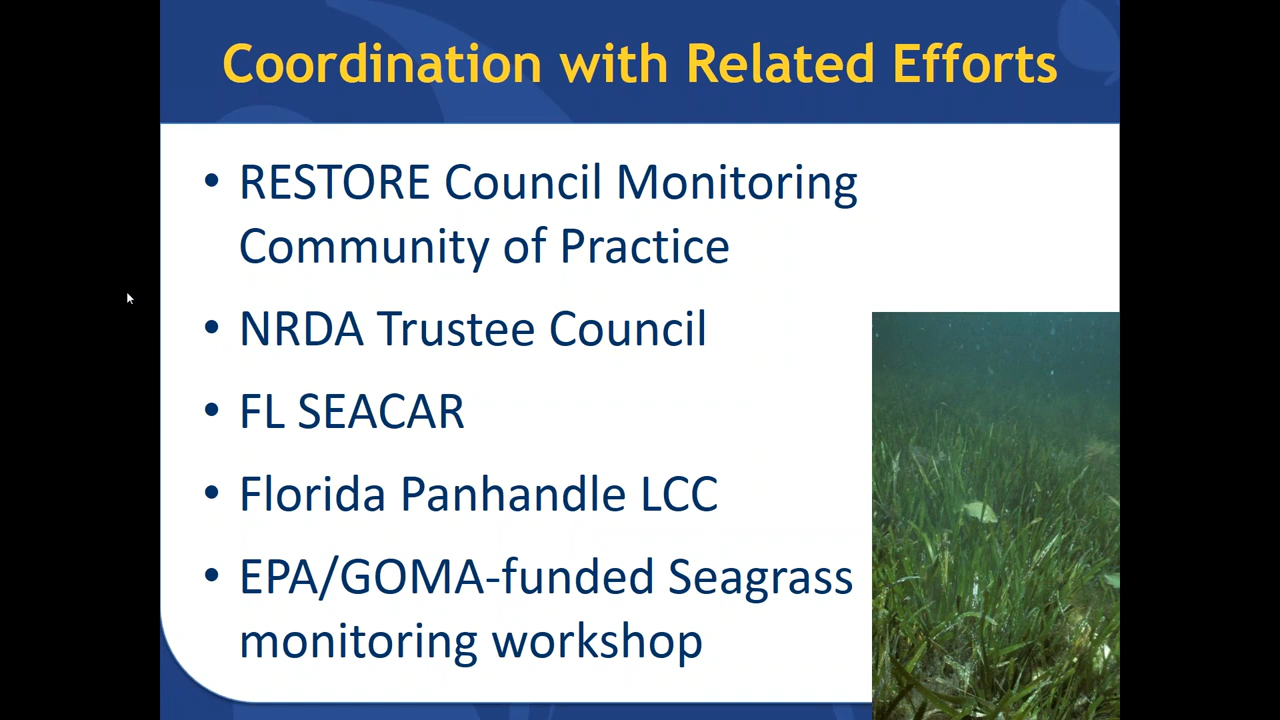 Coordination with Related Efforts
• RESTORE Council Monitoring
Community of Practice
• NRDA Trustee Council
• FL SEACAR
• Florida Panhandle LCC
• EPA/GOMA-funded Seagrass
monitoring workshop